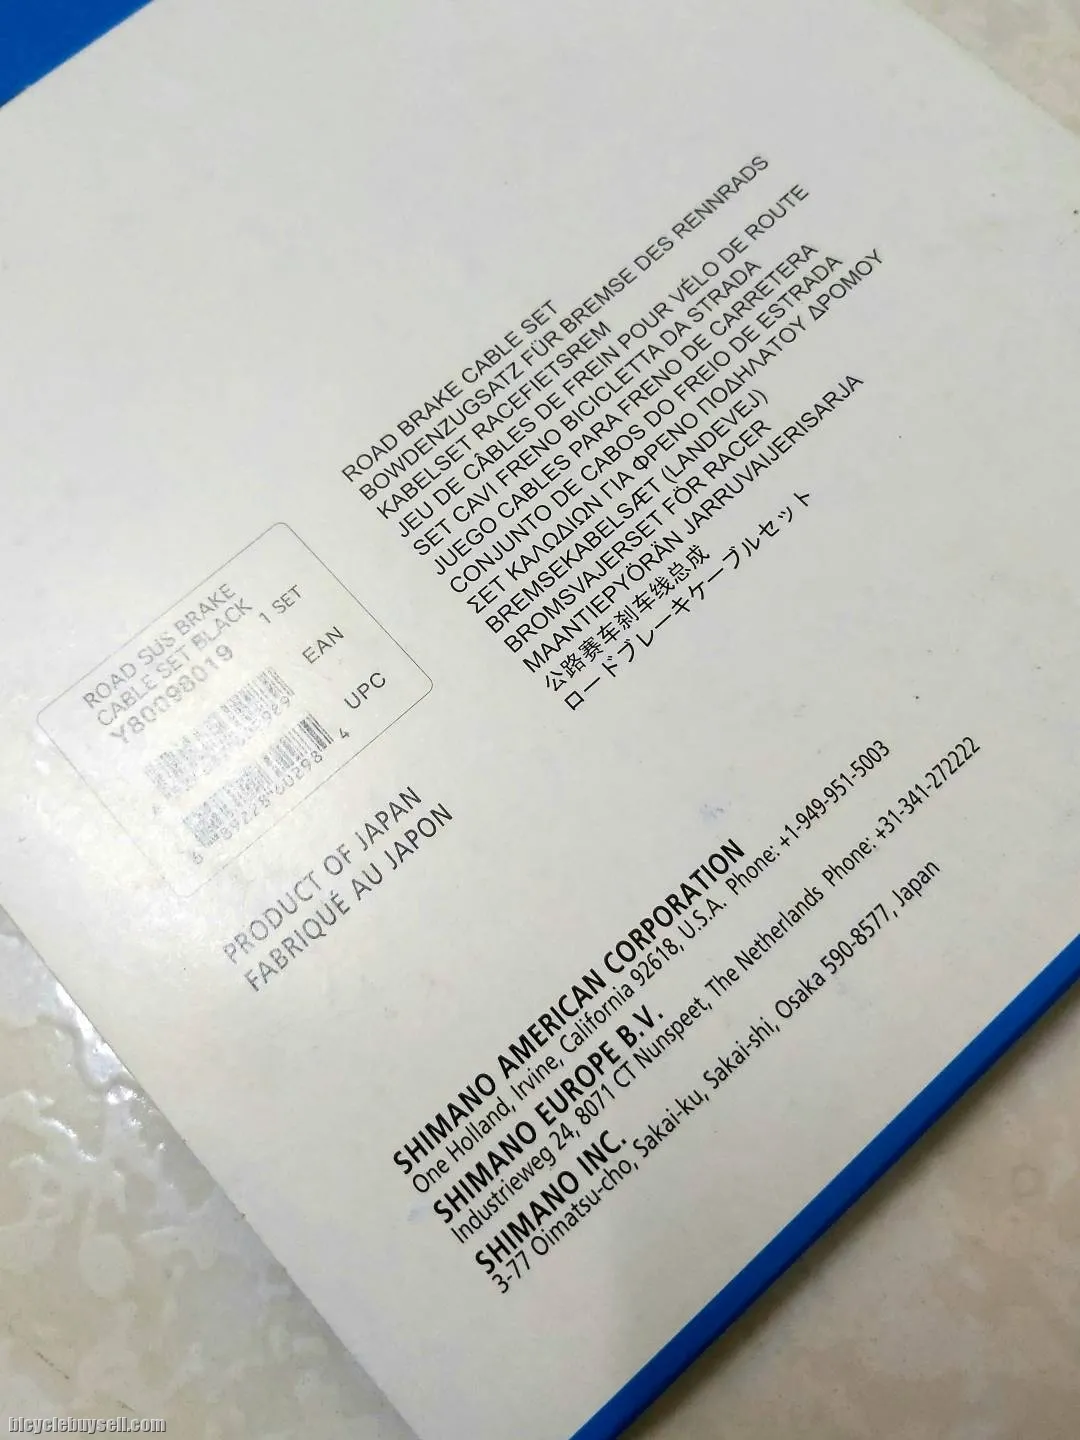 ROAD BRAKE CABLE SET
BOWDENZUGSATZ FÜR BREMSE DES RENNRADS
KABELSET RACEFIETSREM
JEU DE CÂBLES DE FREIN POUR VÉLO DE ROUTE
SET CAVI FRENO BICICLETTA DA STRADA
JUEGO CABLES PARA FRENO DE CARRETERA
CONJUNTO DE CABOS DO FREIO DE ESTRADA
ΣΕΤ ΚΑΛΩΔΙΩΝ ΓΙΑ ΦΡΕΝΟ ΠΟΔΗΛΑΤΟΥ ΔΡΟΜΟΥ
BREMSEKABELSÆT (LANDEVEJ)
BROMSVAJERSET FÖR RACER
MAANTIEPYÖRÄN JARRUVAIJERISARJA
公路赛车刹车线总成
ロードブレーキケーブルセット
ROAD SUS BRAKE
CABLE SET BLACK
Y80098019 1 SET
EAN
UPC
6 89228 60298 4
PRODUCT OF JAPAN
FABRIQUÉ AU JAPON
SHIMANO AMERICAN CORPORATION
One Holland, Irvine, California 92618, U.S.A. Phone: +1-949-951-5003
SHIMANO EUROPE B.V.
Industrieweg 24, 8071 CT Nunspeet, The Netherlands Phone: +31-341-272222
SHIMANO INC.
3-77 Oimatsu-cho, Sakai-ku, Sakai-shi, Osaka 590-8577, Japan
bicyclebuysell.com